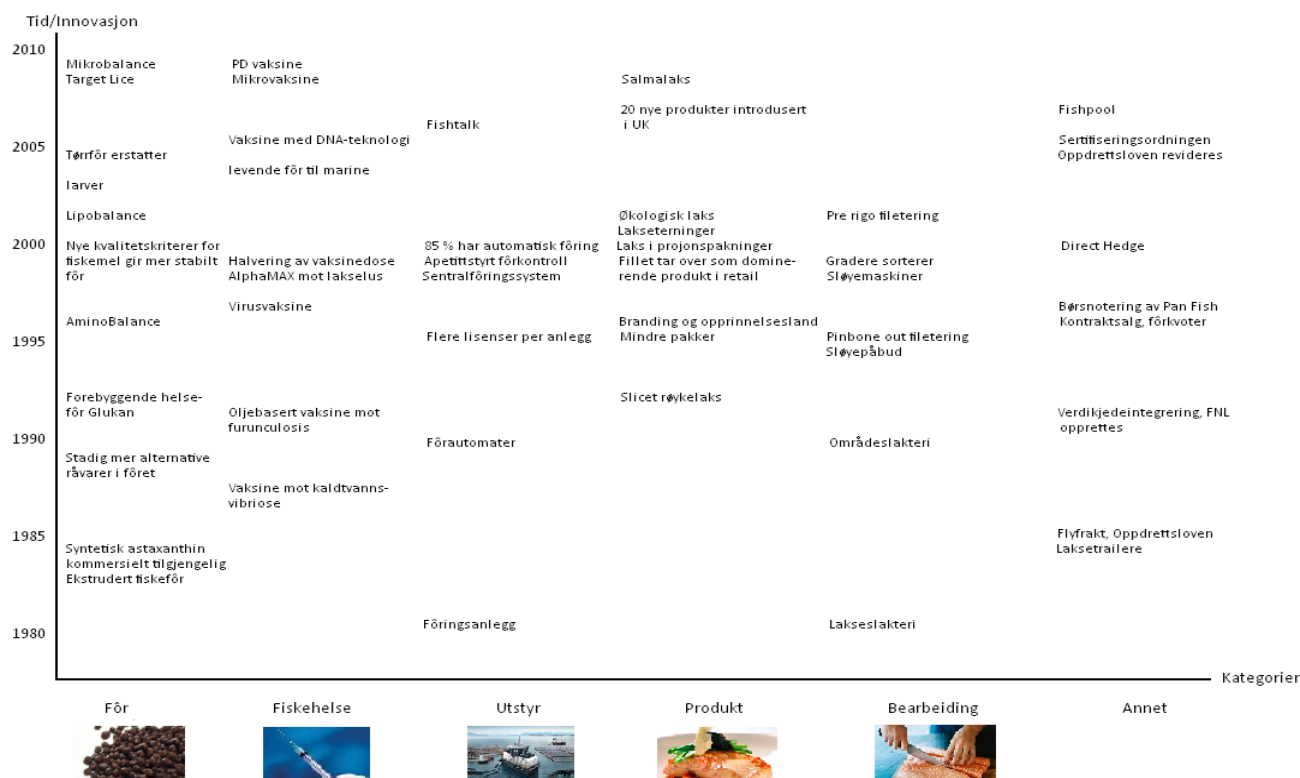 Tid/Innovasjon
2010
Mikrobalance
Target Lice
PD vaksine
Mikrovaksine
Salmalaks
20 nye produkter introdusert
i UK
Fishpool
Fishtalk
Vaksine med DNA-teknologi
Sertifiseringsordningen
Oppdrettsloven revideres
2005
Tørrfôr erstatter
levende fôr til marine
larver
Lipobalance
Økologisk laks
Lakseterninger
Laks i projonspakninger
Fillet tar over som domine-
rende produkt i retail
Pre rigo filetering
2000
Nye kvalitetskriterer for
fiskemel gir mer stabilt
fôr
Halvering av vaksinedose
AlphaMAX mot lakselus
85 % har automatisk fôring
Apetittstyrt fôrkontroll
Sentralfôringssystem
Gradere sorterer
Sløyemaskiner
Direct Hedge
Virusvaksine
Børsnotering av Pan Fish
Kontraktsalg, fôrkvoter
AminoBalance
Branding og opprinnelsesland
Mindre pakker
1995
Flere lisenser per anlegg
Pinbone out filetering
Sløyepåbud
Forebyggende helse-
fôr Glukan
Oljebasert vaksine mot
furunculosis
Slicet røykelaks
Verdikjedeintegrering, FNL
opprettes
1990
Fôrautomater
Områdeslakteri
Stadig mer alternative
råvarer i fôret
Vaksine mot kaldtvanns-
vibriose
1985
Flyfrakt, Oppdrettsloven
Laksetrailere
Syntetisk astaxanthin
kommersielt tilgjengelig
Ekstrudert fiskefôr
1980
Fôringsanlegg
Lakseslakteri
Kategorier
Fôr
Fiskehelse
Utstyr
Produkt
Bearbeiding
Annet